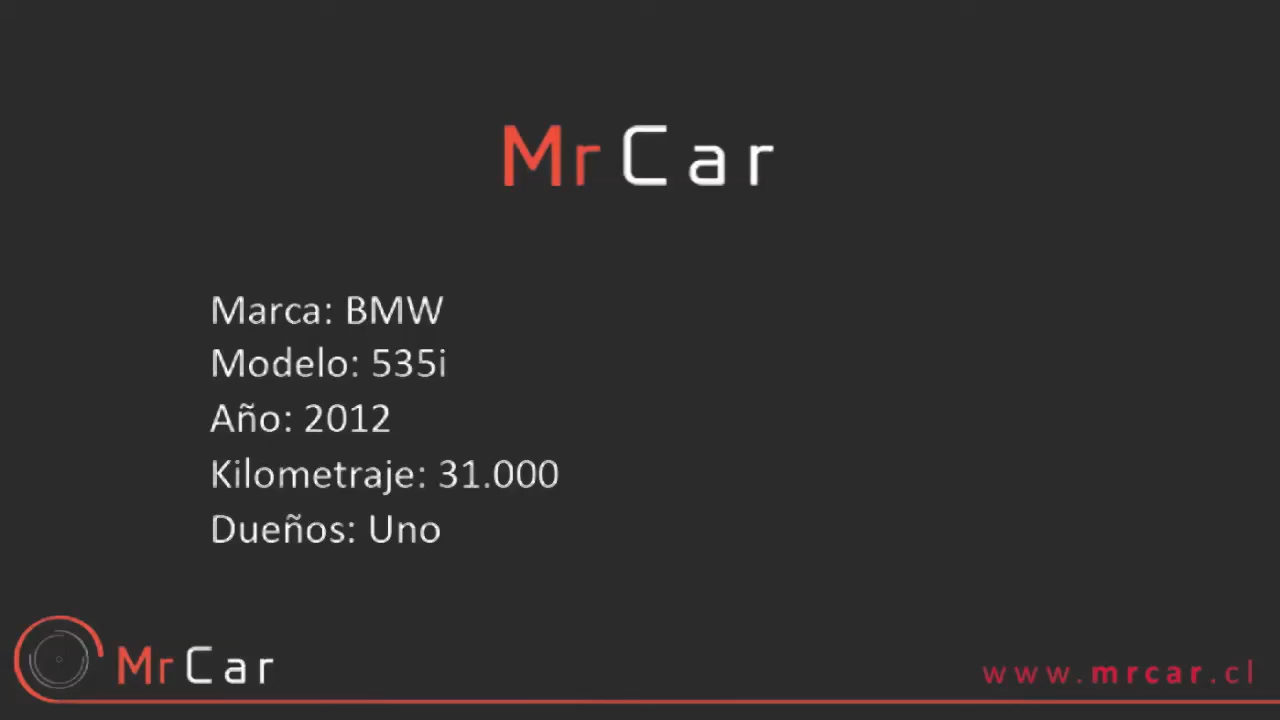 MrCar
Marca: BMW
Modelo: 535i
Año: 2012
Kilometraje: 31.000
Dueños: Uno
MrCar
www.mrcar.cl